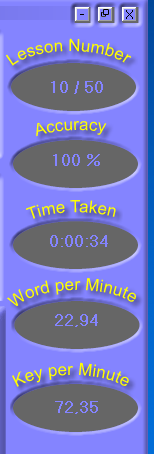 Lesson Number
10 / 50
Accuracy
100 %
Time Taken
0:00:34
Word per Minute
22.94
Key per Minute
72.35